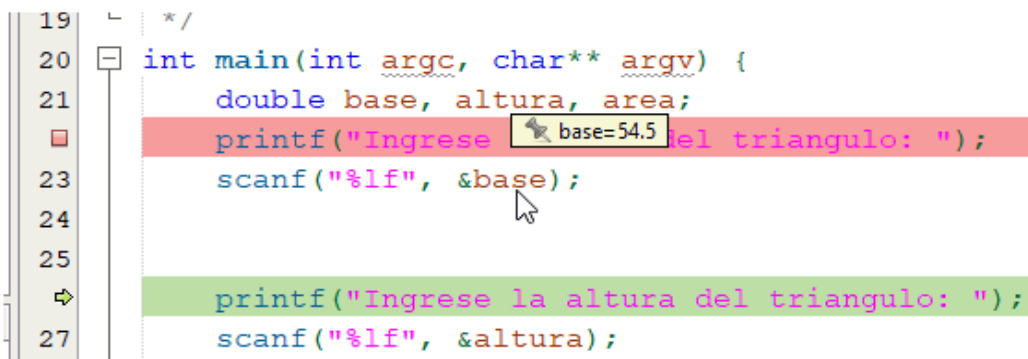 19 */
20 int main(int argc, char** argv) {
21 double base, altura, area;
base=54.5
printf("Ingrese del triangulo: ");
23 scanf("%lf", &base);
24
25
printf("Ingrese la altura del triangulo: ");
27 scanf("%lf", &altura);